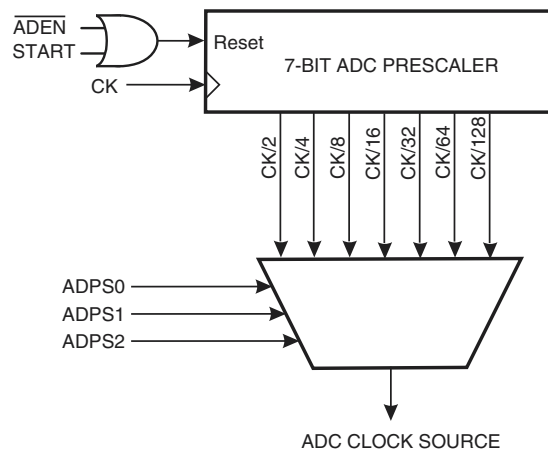 ADEN
START
Reset
CK
7-BIT ADC PRESCALER
CK/2
CK/4
CK/8
CK/16
CK/32
CK/64
CK/128
ADPS0
ADPS1
ADPS2
ADC CLOCK SOURCE